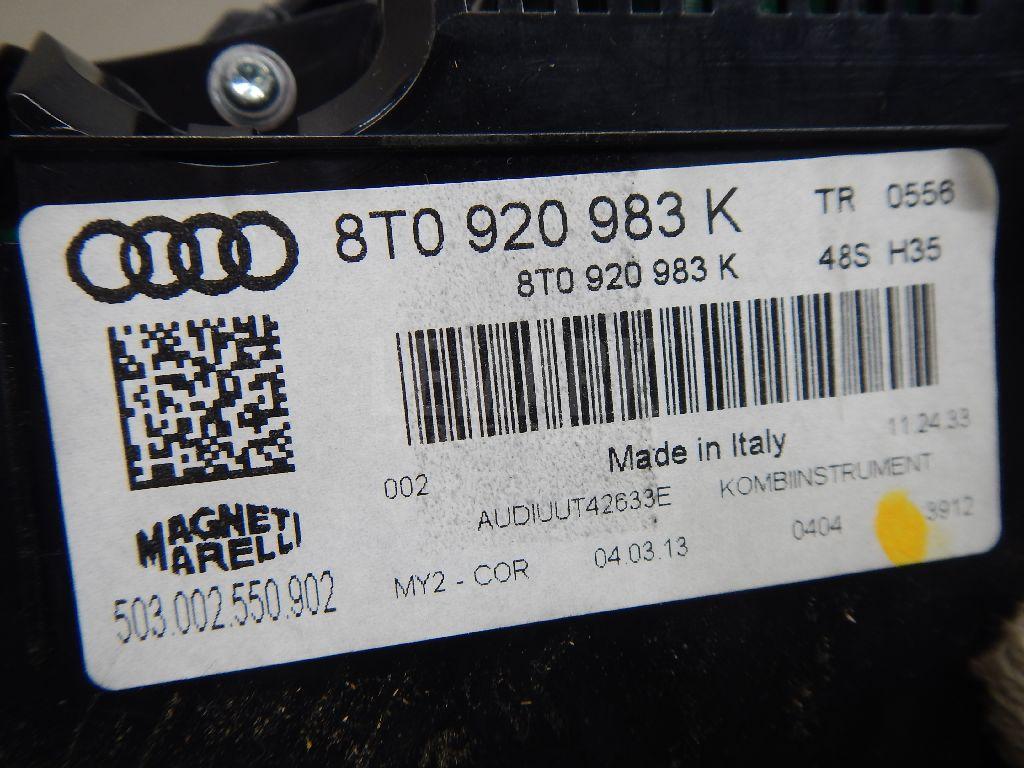 8T0 920 983 K TR 0556
8T0 920 983 K 48S H35
11.24.33
Made in Italy
002
AUDIUUT42633E KOMBIINSTRUMENT
MAGNETI
MARELLI
503.002.550.902
MY2 - COR 04.03.13 0404 3912